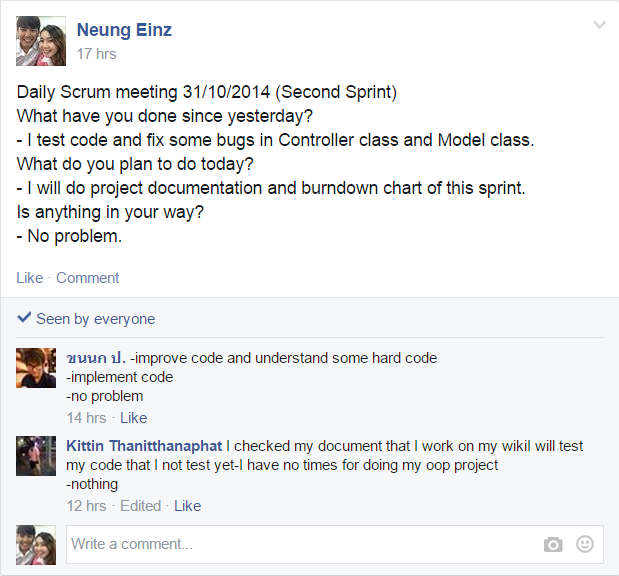 Neung Einz
17 hrs
Daily Scrum meeting 31/10/2014 (Second Sprint)
What have you done since yesterday?
- I test code and fix some bugs in Controller class and Model class.
What do you plan to do today?
- I will do project documentation and burndown chart of this sprint.
Is anything in your way?
- No problem.
Like · Comment
Seen by everyone
ขนนก ป. -improve code and understand some hard code
-implement code
-no problem
14 hrs · Like
Kittin Thanitthanaphat I checked my document that I work on my wikiI will test
my code that I not test yet-I have no times for doing my oop project
-nothing
12 hrs · Edited · Like
Write a comment...